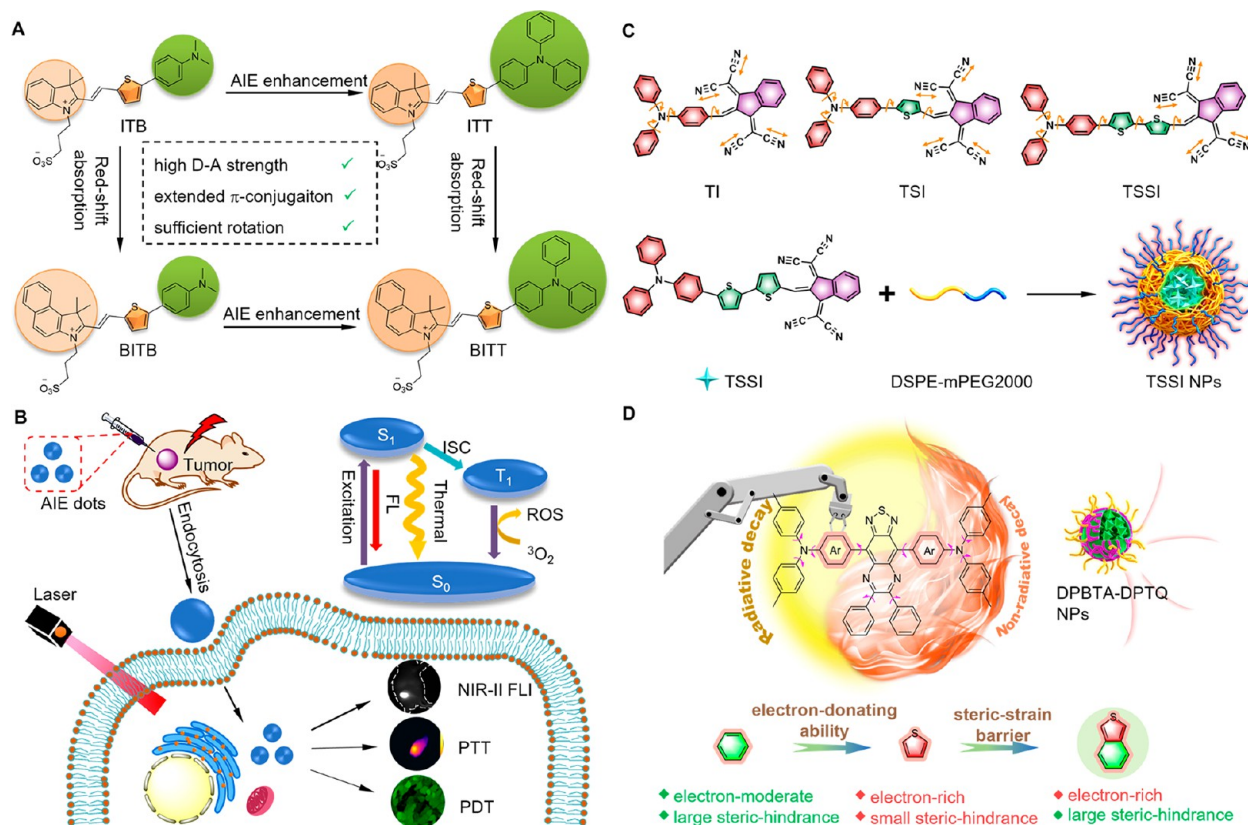 A
N
S
N
N
+
SO₃
−
ITB
AIE enhancement
N
S
N
+
O₃S
−
ITT
Red-shift
absorption
high D-A strength ✓
extended π-conjugaiton ✓
sufficient rotation ✓
Red-shift
absorption
BITB
AIE enhancement
BITT
B
AIE dots
Tumor
Endocytosis
Laser
S₁
ISC
T₁
Excitation
FL
Thermal
ROS
³O₂
S₀
NIR-II FLI
PTT
PDT
C
TI
TSI
TSSI
TSSI
+
DSPE-mPEG2000
TSSI NPs
D
Radiative decay
N
Ar
N
S
N
N
N
Ar
N
Non-radiative decay
DPBTA-DPTQ
NPs
electron-donating
ability
steric-strain
barrier
S
S
electron-moderate
large steric-hindrance
electron-rich
small steric-hindrance
electron-rich
large steric-hindrance